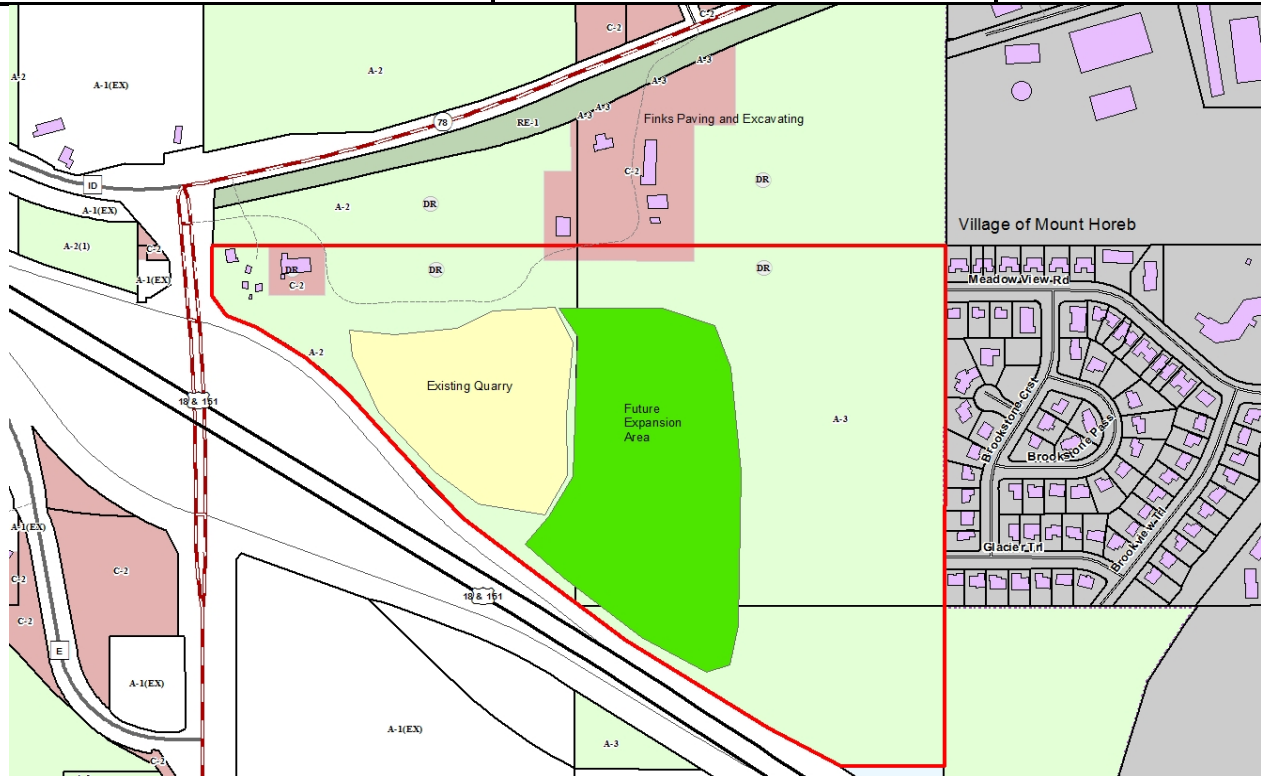 C-2
C-2
A-2
A-2
A-1(EX)
A-3
A-3
A-3
A-3
Finks Paving and Excavating
78
RE-1
C-2
ID
DR
DR
A-1(EX)
A-2
Village of Mount Horeb
A-2(1)
C-2
DR
C-2
DR
DR
A-1(EX)
Meadow View Rd
A-2
Existing Quarry
18 & 151
Future
Expansion
Area
A-3
Brookstone Crst
Brookstone Pass
Brookview Trl
A-1(EX)
Glacier Trl
C-2
C-2
18 & 151
C-2
E
A-1(EX)
A-1(EX)
A-3
C-2